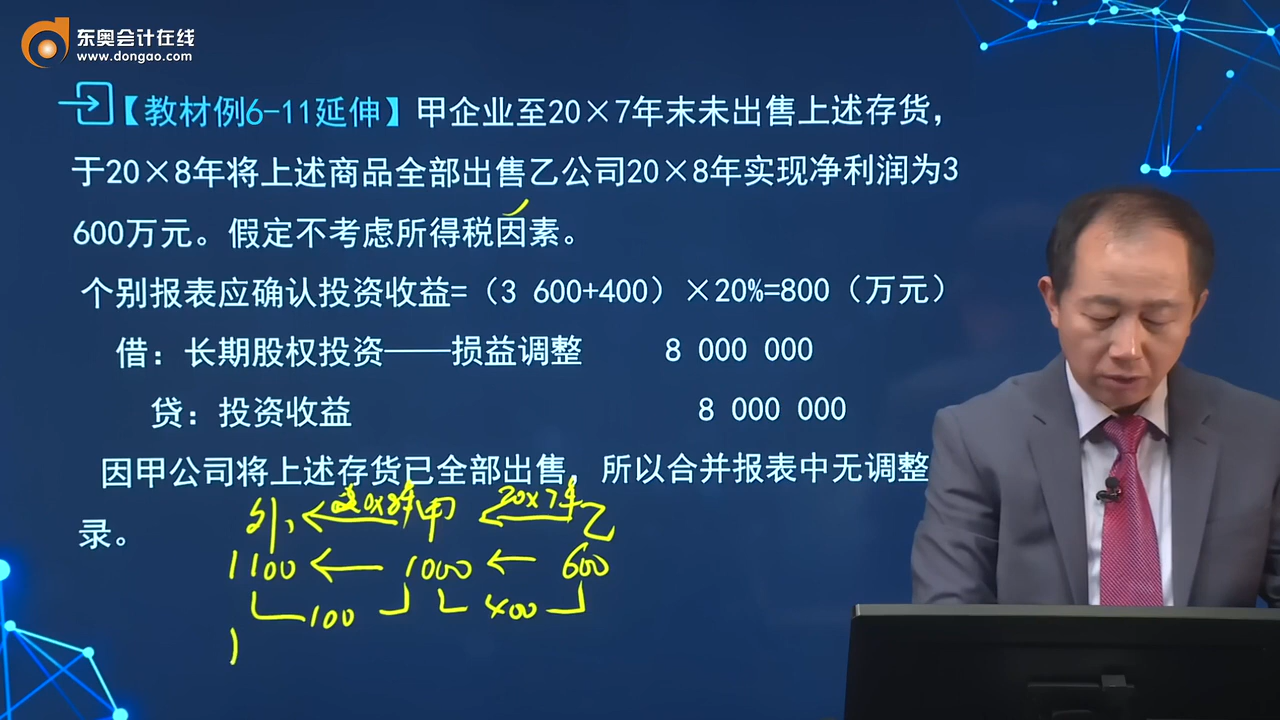 东奥会计在线
www.dongao.com
【教材例6-11延伸】甲企业至20×7年末未出售上述存货，
于20×8年将上述商品全部出售乙公司20×8年实现净利润为3
600万元。假定不考虑所得税因素。
个别报表应确认投资收益=（3 600+400）×20%=800（万元）
借：长期股权投资——损益调整 8 000 000
贷：投资收益 8 000 000
因甲公司将上述存货已全部出售，所以合并报表中无调整
录。
外 20×8年 甲 20×7年 乙
1100 ← 1000 ← 600
100 400